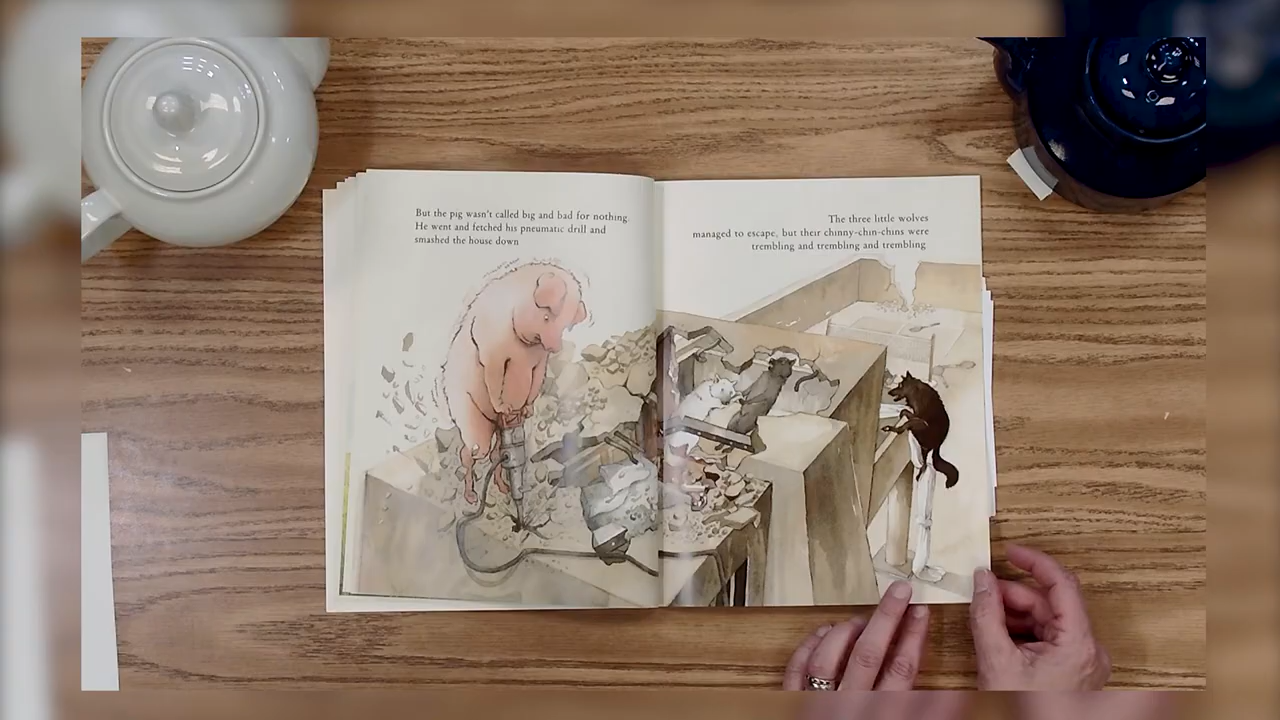 But the pig wasn't called big and bad for nothing.
He went and fetched his pneumatic drill and
smashed the house down
The three little wolves
managed to escape, but their chinny-chin-chins were
trembling and trembling and trembling